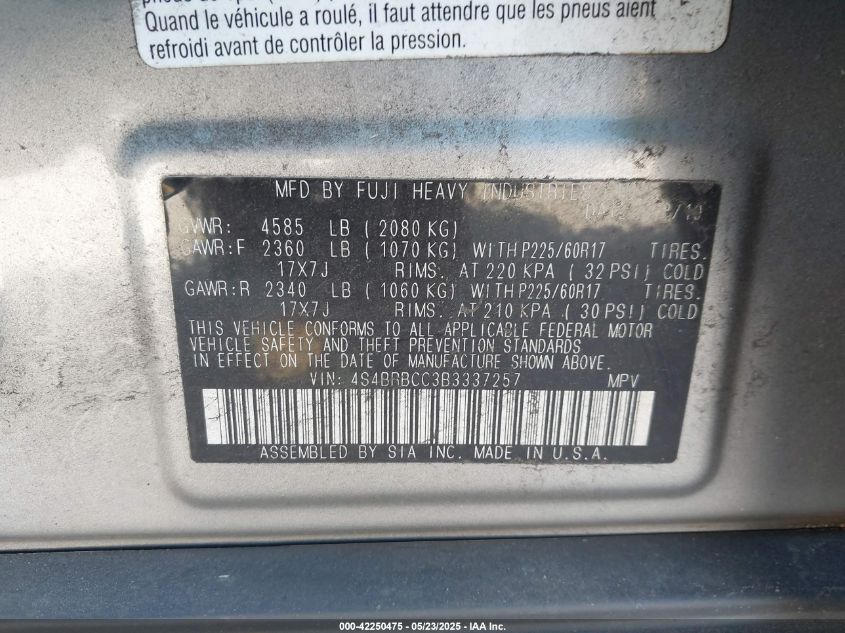 Quand le véhicule a roulé, il faut attendre que les pneus aient
refroidi avant de contrôler la pression.
MFD BY FUJI HEAVY INDUSTRIES
GVWR: 4585 LB (2080 KG)
GAWR:F 2360 LB (1070 KG) WITH P225/60R17 TIRES.
17X7J RIMS. AT 220 KPA (32 PSI) COLD
GAWR:R 2340 LB (1060 KG) WITH P225/60R17 TIRES.
17X7J RIMS. AT 210 KPA (30 PSI) COLD
THIS VEHICLE CONFORMS TO ALL APPLICABLE FEDERAL MOTOR
VEHICLE SAFETY AND THEFT PREVENTION STANDARDS
IN EFFECT ON THE DATE OF MANUFACTURE SHOWN ABOVE.
VIN: 4S4BRBCC3B3337257 MPV
ASSEMBLED BY SIA INC. MADE IN U.S.A.
000-42250475 - 05/23/2025 - IAA Inc.